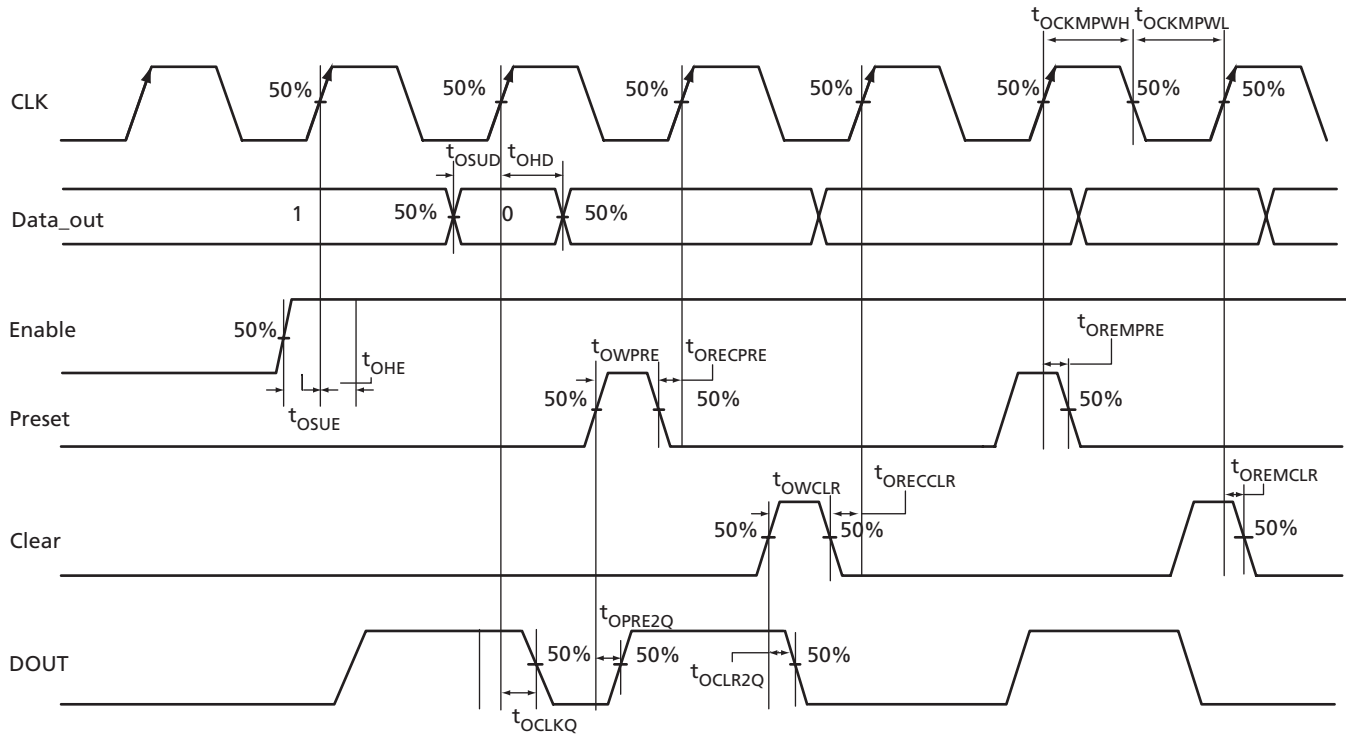 tOCKMPWH tOCKMPWL
CLK 50% 50% 50% 50% 50% 50% 50%
tOSUD tOHD
Data_out 1 50% 0 50%
Enable 50%
tOHE
tOSUE
tOWPRE tORECPRE tOREMPRE
Preset 50% 50% 50%
tOWCLR tORECCLR tOREMCLR
Clear 50% 50% 50%
tOPRE2Q
DOUT 50% 50% 50%
tOCLR2Q
tOCLKQ